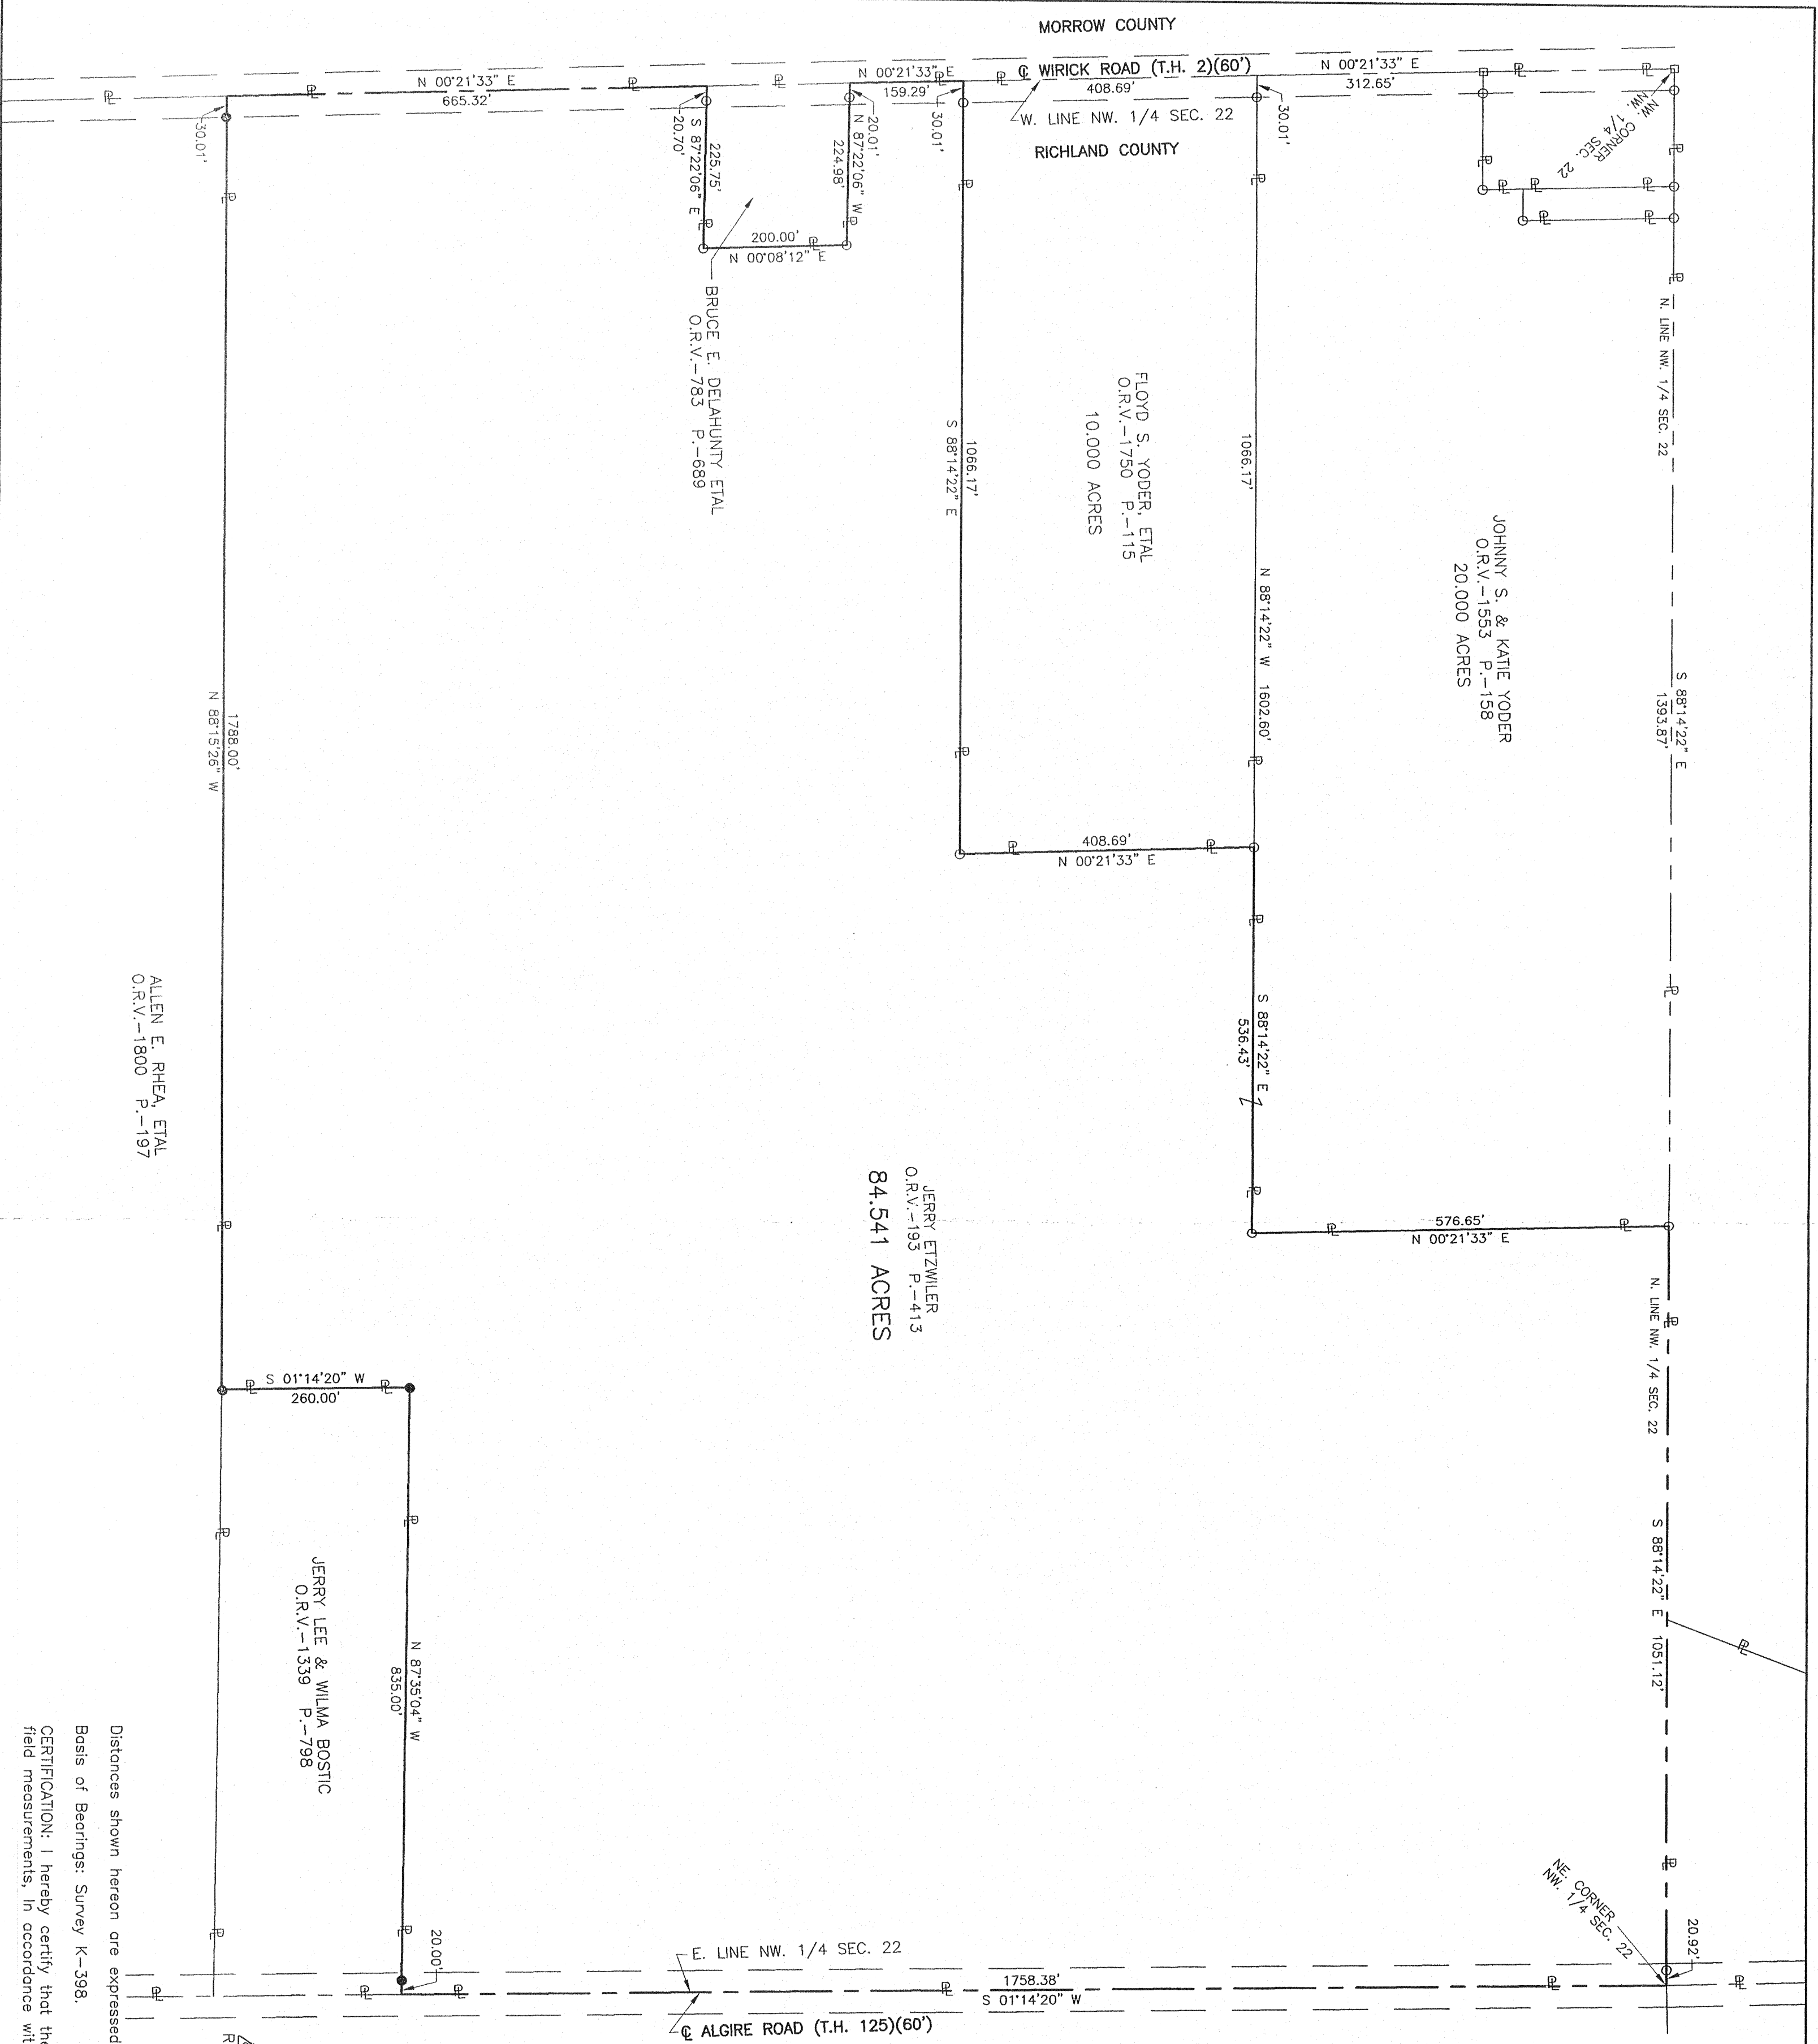 MORROW COUNTY
N 00°21'33" E
665.32'
N 00°21'33" E
159.29'
℄ WIRICK ROAD (T.H. 2)(60')
408.69'
N 00°21'33" E
312.65'
W. LINE NW. 1/4 SEC. 22
RICHLAND COUNTY
NW. CORNER
NW. 1/4 SEC. 22
30.01'
20.70'
S 87°22'06" E
225.75'
20.01'
N 87°22'06" W
224.98'
30.01'
30.01'
200.00'
N 00°08'12" E
BRUCE E. DELAHUNTY ETAL
O.R.V.-783 P.-689
1066.17'
S 88°14'22" E
FLOYD S. YODER, ETAL
O.R.V.-1750 P.-115
10.000 ACRES
1066.17'
N 88°14'22" W 1602.60'
JOHNNY S. & KATIE YODER
O.R.V.-1553 P.-158
20.000 ACRES
N. LINE NW. 1/4 SEC. 22
S 88°14'22" E
1393.87'
1788.00'
N 88°15'26" W
408.69'
N 00°21'33" E
S 88°14'22" E
536.43'
576.65'
N 00°21'33" E
ALLEN E. RHEA, ETAL
O.R.V.-1800 P.-197
JERRY ETZWILER
O.R.V.-193 P.-413
84.541 ACRES
N. LINE NW. 1/4 SEC. 22
S 88°14'22" E 1051.12'
S 01°14'20" W
260.00'
JERRY LEE & WILMA BOSTIC
O.R.V.-1339 P.-798
N 87°35'04" W
835.00'
20.00'
NE. CORNER
NW. 1/4 SEC. 22
20.92'
E. LINE NW. 1/4 SEC. 22
1758.38'
S 01°14'20" W
℄ ALGIRE ROAD (T.H. 125)(60')
Distances shown hereon are expressed
Basis of Bearings: Survey K-398.
CERTIFICATION: I hereby certify that the
field measurements, in accordance wit
R